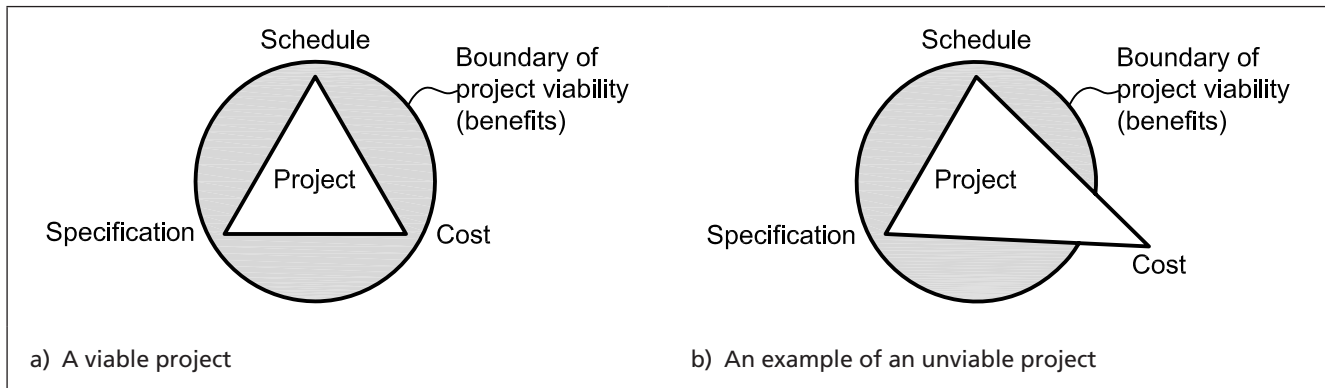 Schedule
Boundary of
project viability
(benefits)
Project
Specification
Cost
a) A viable project
Schedule
Boundary of
project viability
(benefits)
Project
Specification
Cost
b) An example of an unviable project